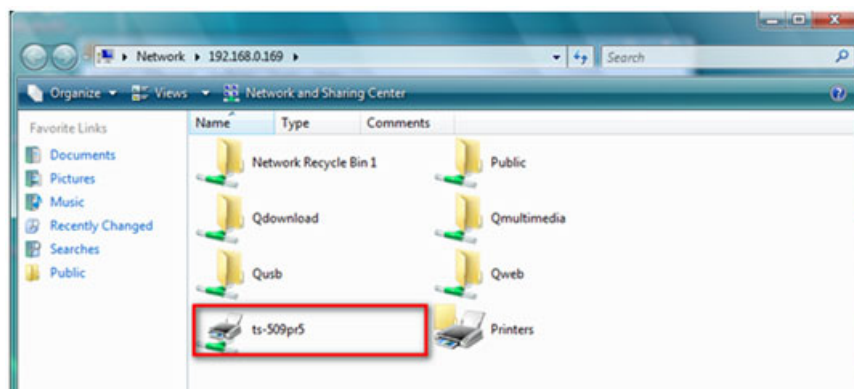 Network 192.168.0.169 Search
Organize Views Network and Sharing Center
Favorite Links
Documents
Pictures
Music
Recently Changed
Searches
Public
Name Type Comments
Network Recycle Bin 1 Public
Qdownload Qmultimedia
Qusb Qweb
ts-509pr5 Printers